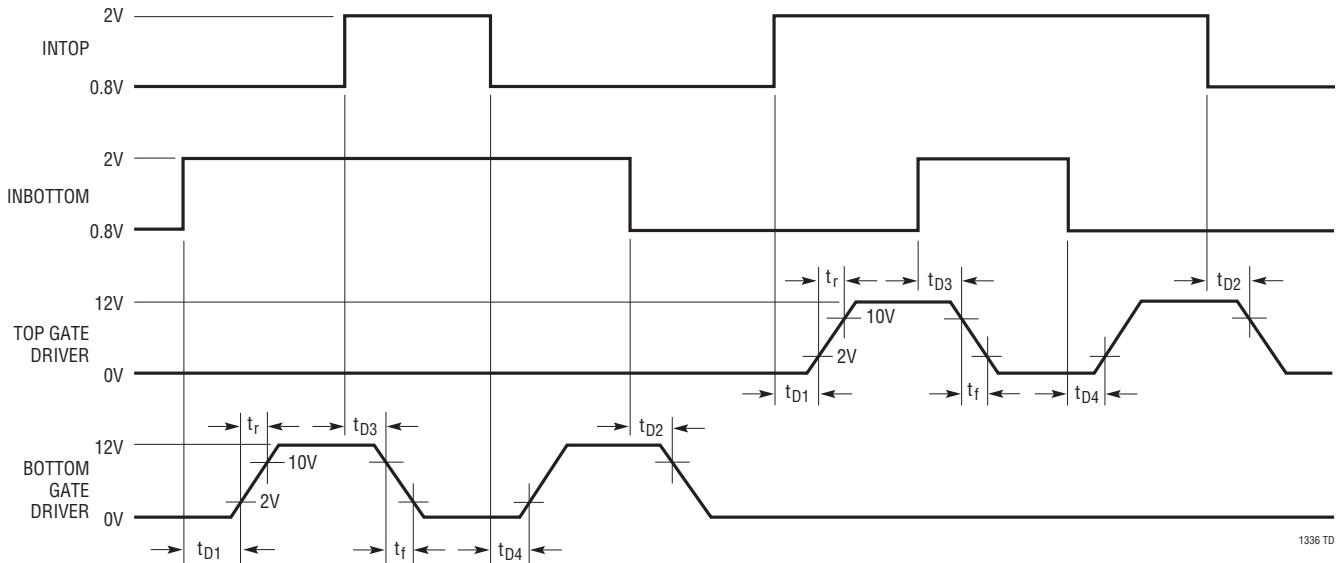 2V
INTOP
0.8V
2V
INBOTTOM
0.8V
tr
tD3
tD2
12V
10V
TOP GATE
DRIVER
2V
0V
tD1
tf
tD4
tr
tD3
tD2
12V
10V
BOTTOM
GATE
DRIVER
2V
0V
tD1
tf
tD4
1336 TD